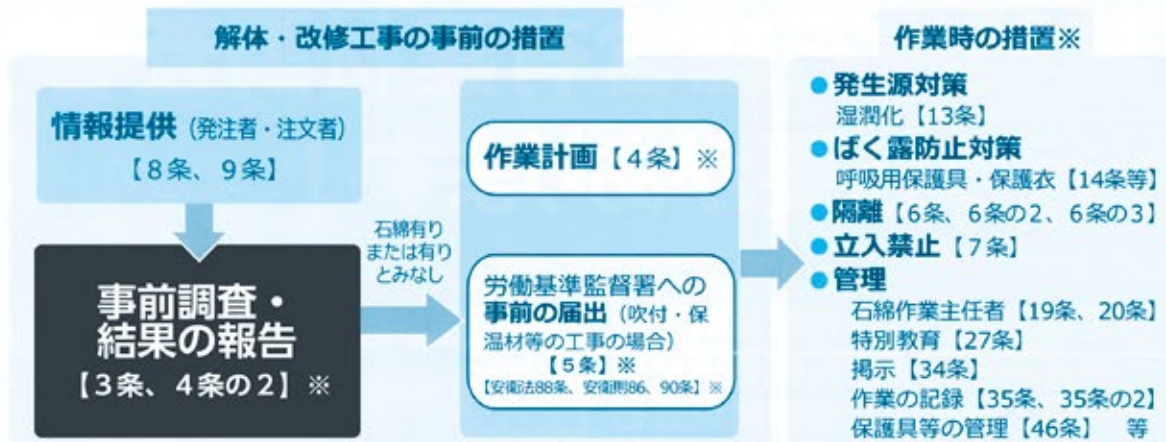 解体・改修工事の事前の措置
情報提供（発注者・注文者）
【8条、9条】
事前調査・
結果の報告
【3条、4条の2】※
石綿有り
または有り
とみなし
作業計画【4条】※
労働基準監督署への
事前の届出（吹付・保
温材等の工事の場合）
【5条】※
【安衛法88条、安衛則86、90条】※
作業時の措置※
●発生源対策
湿潤化【13条】
●ばく露防止対策
呼吸用保護具・保護衣【14条等】
●隔離【6条、6条の2、6条の3】
●立入禁止【7条】
●管理
石綿作業主任者【19条、20条】
特別教育【27条】
掲示【34条】
作業の記録【35条、35条の2】
保護具等の管理【46条】　等